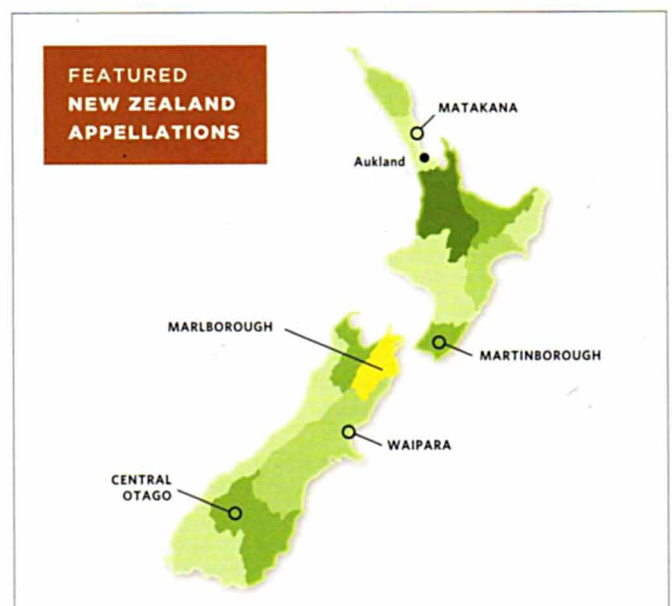 FEATURED
NEW ZEALAND
APPELLATIONS
MATAKANA
Aukland
MARLBOROUGH
MARTINBOROUGH
WAIPARA
CENTRAL
OTAGO